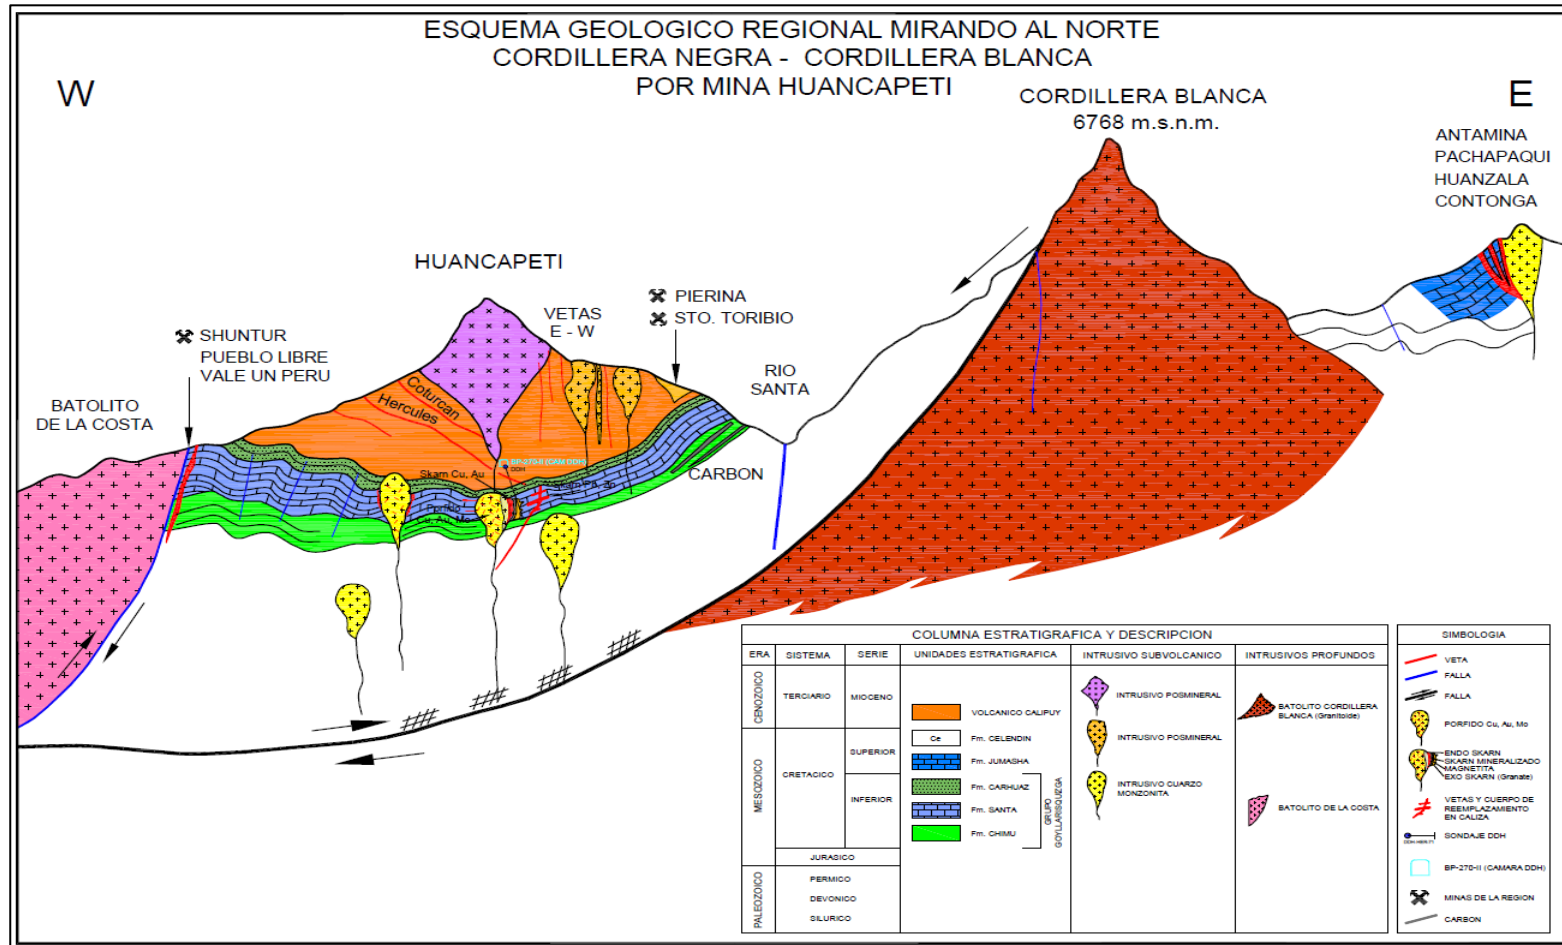 ESQUEMA GEOLOGICO REGIONAL MIRANDO AL NORTE
CORDILLERA NEGRA - CORDILLERA BLANCA
POR MINA HUANCAPETI
W
E
CORDILLERA BLANCA
6768 m.s.n.m.
ANTAMINA
PACHAPAQUI
HUANZALA
CONTONGA
HUANCAPETI
VETAS
E - W
PIERINA
STO. TORIBIO
SHUNTUR
PUEBLO LIBRE
VALE UN PERU
RIO
SANTA
BATOLITO
DE LA COSTA
Coturcan
Hercules
BP-270-II (CAM DDH)
DDH
Skarn Cu, Au
Skarn Pb, Zn
CARBON
Porfido
Cu, Au, Mo
COLUMNA ESTRATIGRAFICA Y DESCRIPCION
ERA
SISTEMA
SERIE
UNIDADES ESTRATIGRAFICA
INTRUSIVO SUBVOLCANICO
INTRUSIVOS PROFUNDOS
CENOZOICO
TERCIARIO
MIOCENO
VOLCANICO CALIPUY
INTRUSIVO POSMINERAL
BATOLITO CORDILLERA
BLANCA (Granitoide)
MESOZOICO
CRETACICO
SUPERIOR
Ce
Fm. CELENDIN
INTRUSIVO POSMINERAL
Fm. JUMASHA
INFERIOR
Fm. CARHUAZ
Fm. SANTA
Fm. CHIMU
GRUPO
GOYLLARISQUIZGA
INTRUSIVO CUARZO
MONZONITA
BATOLITO DE LA COSTA
JURASICO
PALEOZOICO
PERMICO
DEVONICO
SILURICO
SIMBOLOGIA
VETA
FALLA
FALLA
PORFIDO Cu, Au, Mo
ENDO SKARN
SKARN MINERALIZADO
MAGNETITA
EXO SKARN (Granate)
VETAS Y CUERPO DE
REEMPLAZAMIENTO
EN CALIZA
SONDAJE DDH
BP-270-II (CAMARA DDH)
MINAS DE LA REGION
CARBON